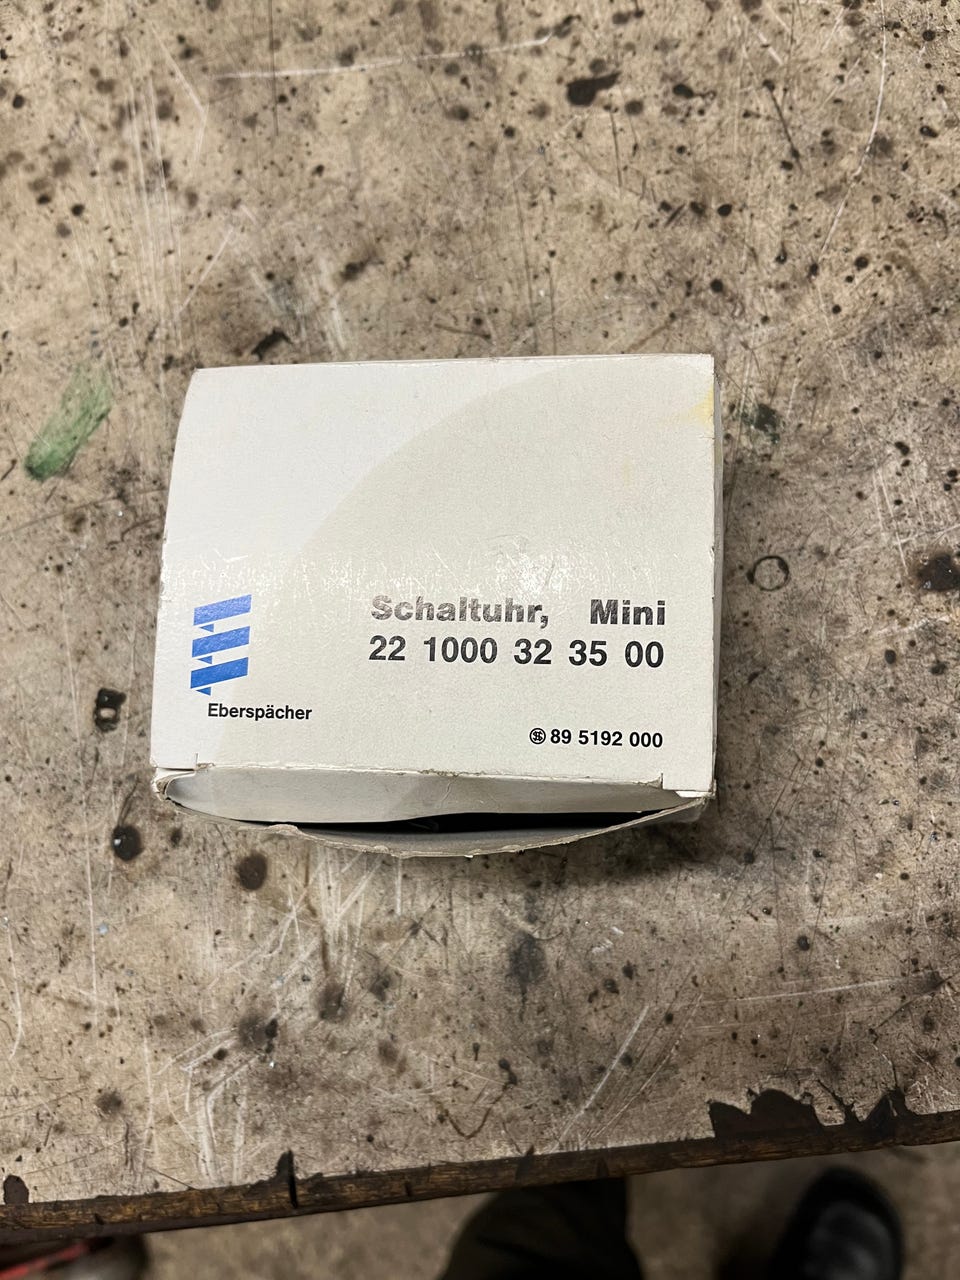 Schaltuhr, Mini
22 1000 32 35 00
Eberspächer
89 5192 000